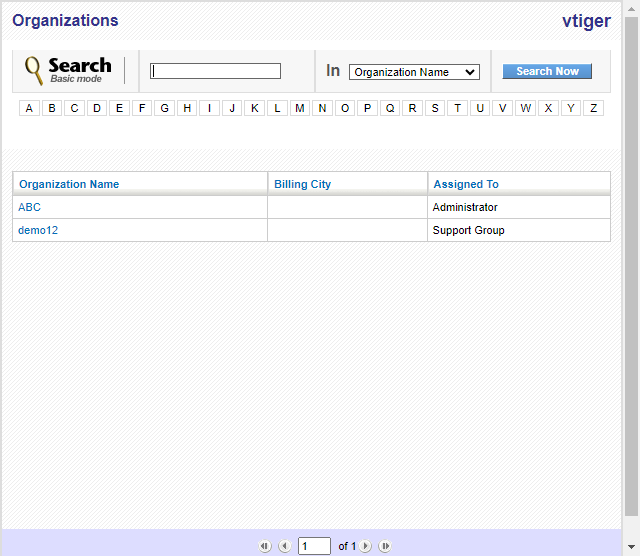 Organizations vtiger
Search
Basic mode
In Organization Name Search Now
A B C D E F G H I J K L M N O P Q R S T U V W X Y Z
Organization Name Billing City Assigned To
ABC Administrator
demo12 Support Group
1 of 1